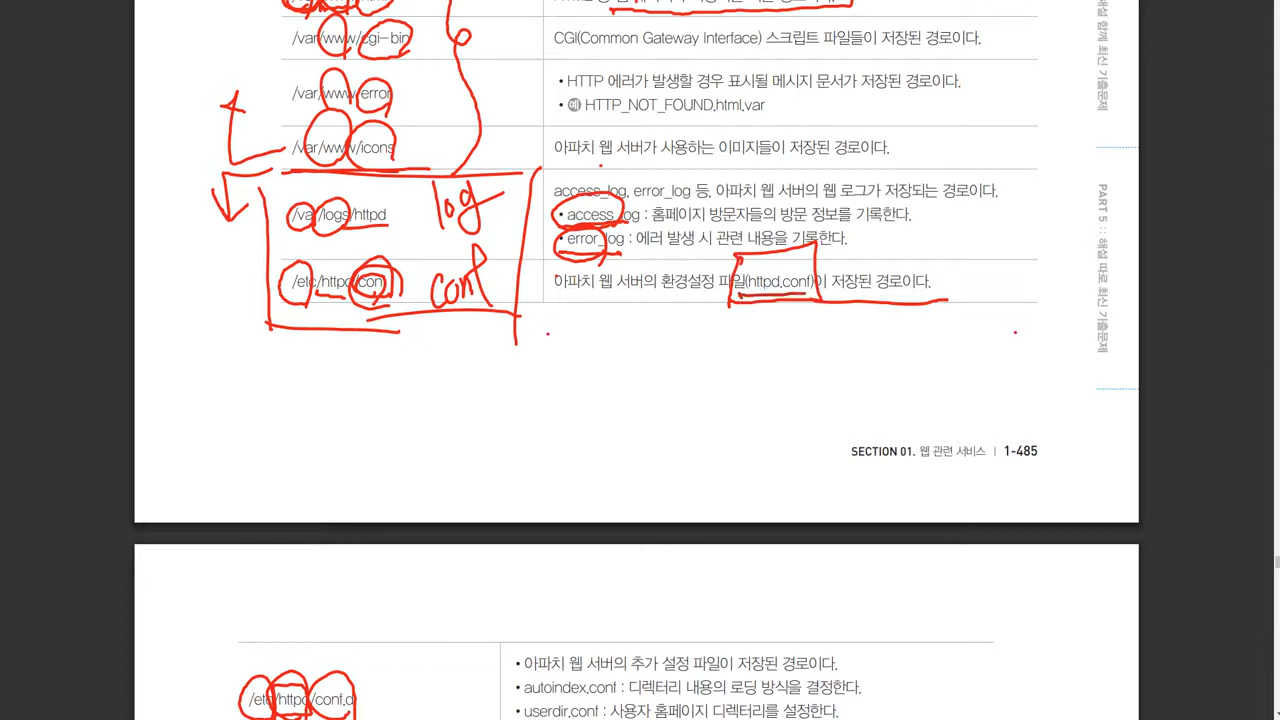 /var/www/cgi-bin
CGI(Common Gateway Interface) 스크립트 파일들이 저장된 경로이다.
/var/www/error
• HTTP 에러가 발생할 경우 표시될 메시지 문서가 저장된 경로이다.
• 예 HTTP_NOT_FOUND.html.var
/var/www/icons
아파치 웹 서버가 사용하는 이미지들이 저장된 경로이다.
/var/logs/httpd
log
access_log, error_log 등, 아파치 웹 서버의 웹 로그가 저장되는 경로이다.
• access_log : 홈페이지 방문자들의 방문 정보를 기록한다.
• error_log : 에러 발생 시 관련 내용을 기록한다.
/etc/httpd/conf
conf
아파치 웹 서버의 환경설정 파일(httpd.conf)이 저장된 경로이다.
해설 함께 최신 기출문제
PART 5 :: 해설 따로 최신 기출문제
SECTION 01. 웹 관련 서비스 | 1-485
/etc/httpd/conf.d
• 아파치 웹 서버의 추가 설정 파일이 저장된 경로이다.
• autoindex.conf : 디렉터리 내용의 로딩 방식을 결정한다.
• userdir.conf : 사용자 홈페이지 디렉터리를 설정한다.